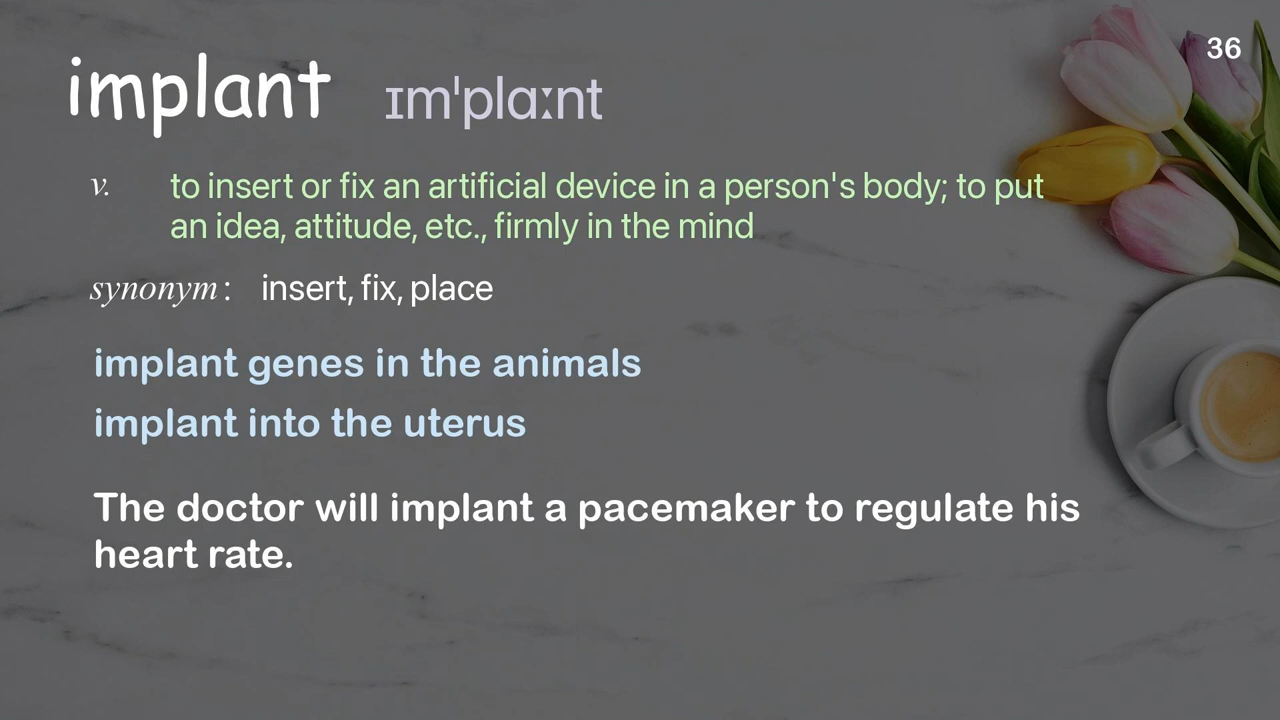 36
implant ɪmˈplɑːnt
v. to insert or fix an artificial device in a person's body; to put
an idea, attitude, etc., firmly in the mind
synonym : insert, fix, place
implant genes in the animals
implant into the uterus
The doctor will implant a pacemaker to regulate his
heart rate.